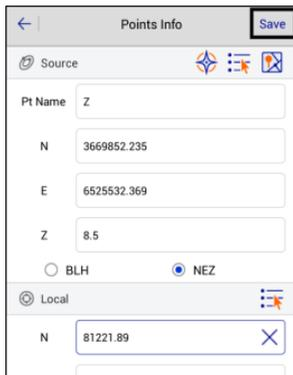 Points Info Save
Source
Pt Name Z
N 3669852.235
E 6525532.369
Z 8.5
BLH NEZ
Local
N 81221.89